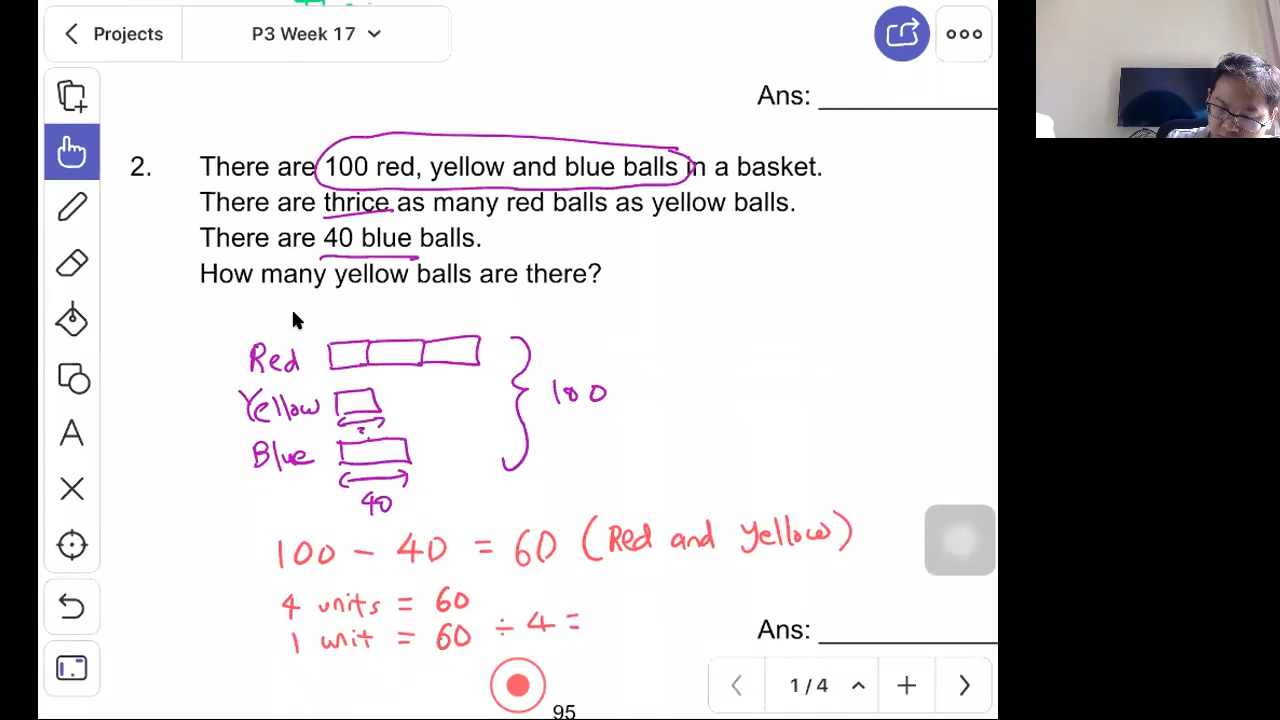 Projects
P3 Week 17
Ans:
2. There are 100 red, yellow and blue balls in a basket.
There are thrice as many red balls as yellow balls.
There are 40 blue balls.
How many yellow balls are there?
Red
100
Yellow
?
Blue
40
100 - 40 = 60 (Red and Yellow)
4 units = 60
1 unit = 60 ÷ 4 =
Ans:
1 / 4
95